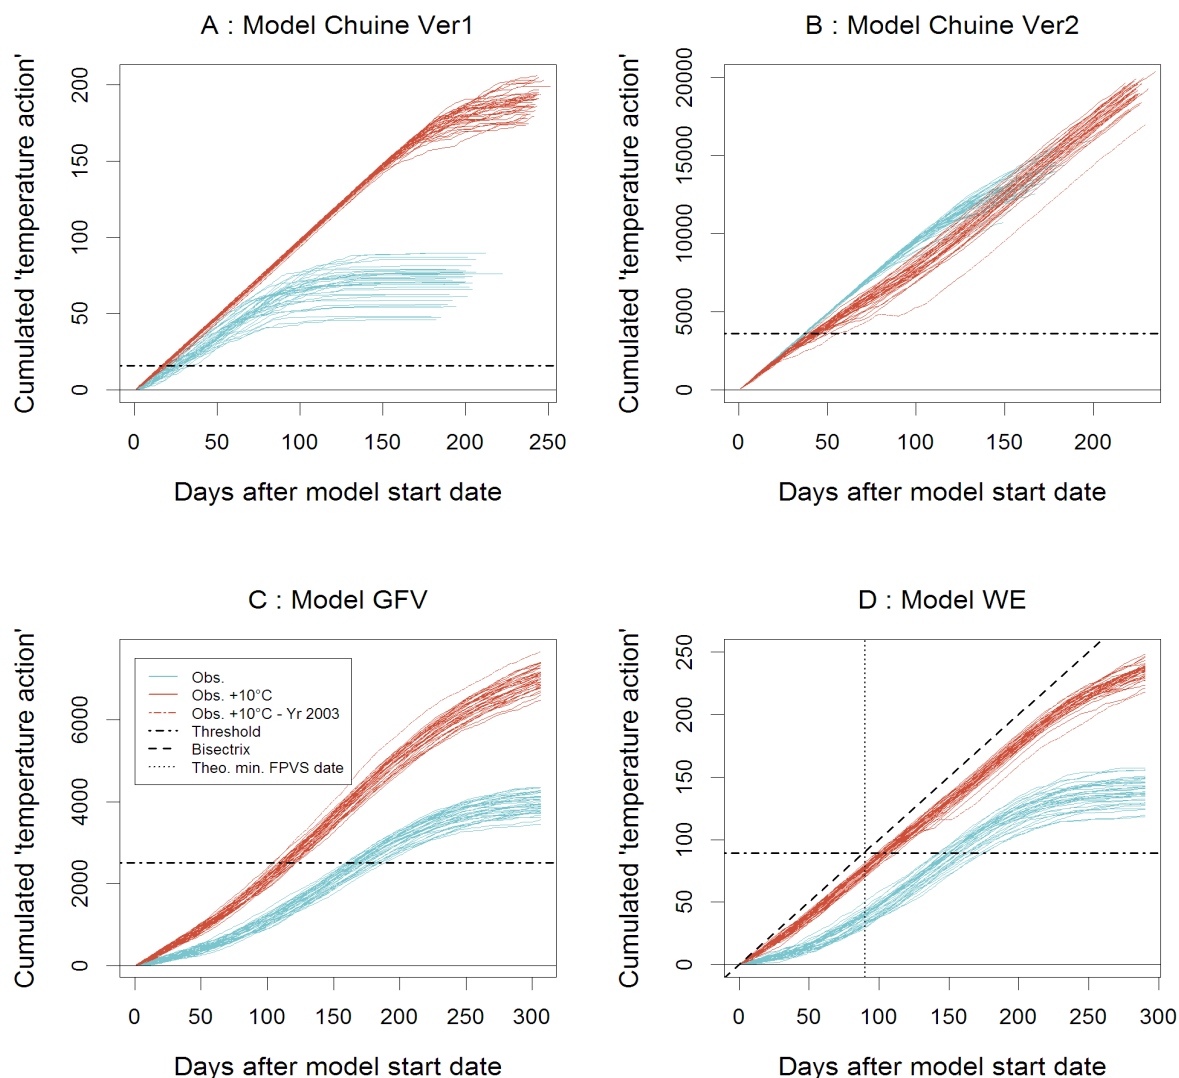 A : Model Chuine Ver1
Cumulated 'temperature action'
200
150
100
50
0
0 50 100 150 200 250
Days after model start date
B : Model Chuine Ver2
Cumulated 'temperature action'
20000
15000
10000
5000
0
0 50 100 150 200
Days after model start date
C : Model GFV
Cumulated 'temperature action'
6000
4000
2000
0
Obs.
Obs. +10°C
Obs. +10°C - Yr 2003
Threshold
Bisectrix
Theo. min. FPVS date
0 50 100 150 200 250 300
Days after model start date
D : Model WE
Cumulated 'temperature action'
250
200
150
100
50
0
0 50 100 150 200 250 300
Days after model start date